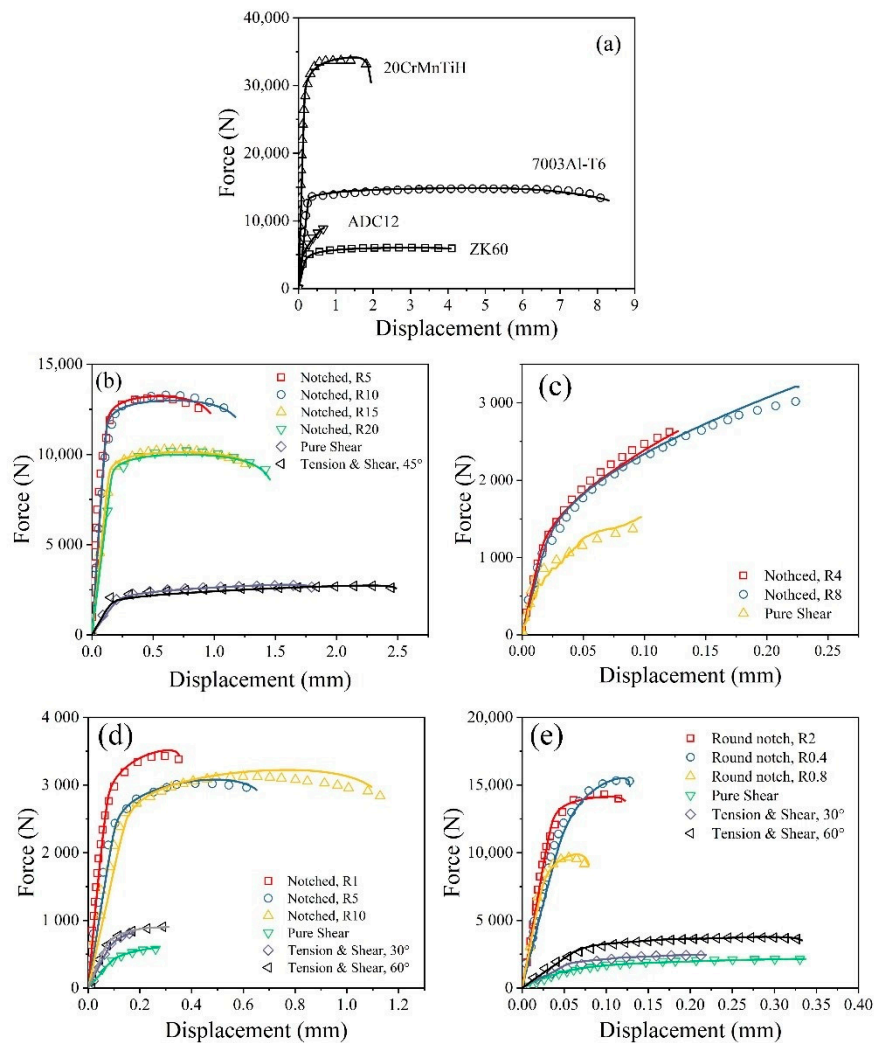 (a)
20CrMnTiH
7003Al-T6
ADC12
ZK60
Force (N)
40,000
30,000
20,000
10,000
0
0 1 2 3 4 5 6 7 8 9
Displacement (mm)
(b)
Notched, R5
Notched, R10
Notched, R15
Notched, R20
Pure Shear
Tension & Shear, 45°
Force (N)
15,000
10,000
5 000
0
0.0 0.5 1.0 1.5 2.0 2.5
Displacement (mm)
(c)
Nothced, R4
Nothced, R8
Pure Shear
3 000
2 000
1 000
0
0.00 0.05 0.10 0.15 0.20 0.25
Displacement (mm)
(d)
Notched, R1
Notched, R5
Notched, R10
Pure Shear
Tension & Shear, 30°
Tension & Shear, 60°
Force (N)
4 000
3 000
2 000
1 000
0
0.0 0.2 0.4 0.6 0.8 1.0 1.2
Displacement (mm)
(e)
Round notch, R2
Round notch, R0.4
Round notch, R0.8
Pure Shear
Tension & Shear, 30°
Tension & Shear, 60°
Force (N)
20,000
15,000
10,000
5 000
0
0.00 0.05 0.10 0.15 0.20 0.25 0.30 0.35 0.40
Displacement (mm)